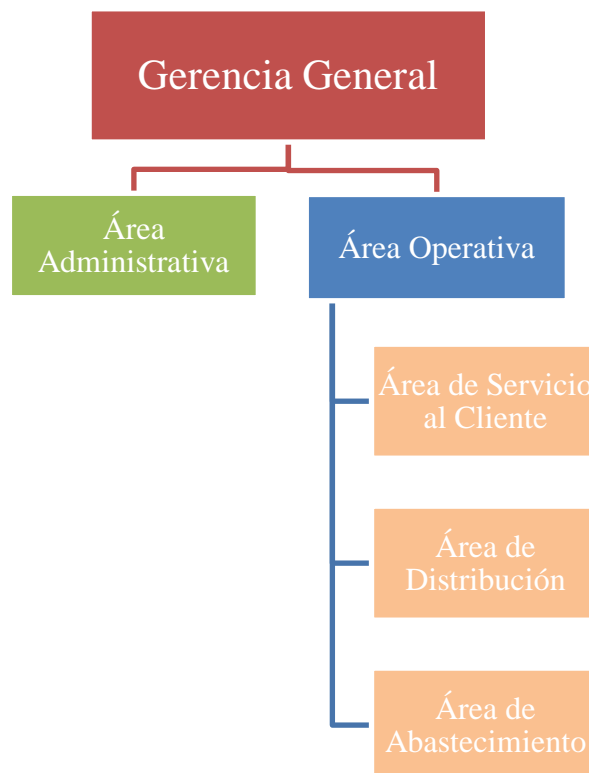 Gerencia General
Área
Administrativa
Área Operativa
Área de Servicio
al Cliente
Área de
Distribución
Área de
Abastecimiento